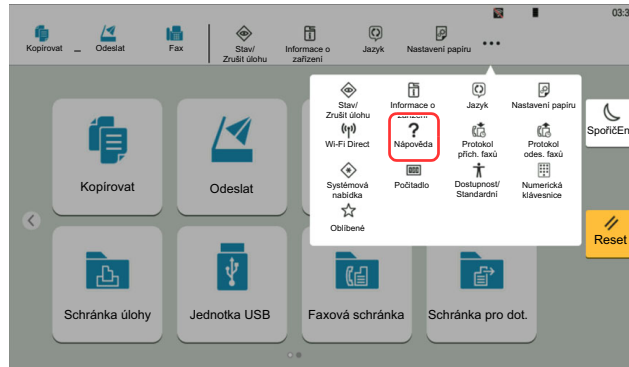 03:3
Kopírovat
Odeslat
Fax
Stav/
Zrušit úlohu
Informace o
zařízení
Jazyk
Nastavení papíru
Stav/
Zrušit úlohu
Informace o
zařízení
Jazyk
Nastavení papíru
Wi-Fi Direct
Nápověda
Protokol
přích. faxů
Protokol
odes. faxů
Systémová
nabídka
Počitadlo
Dostupnost/
Standardní
Numerická
klávesnice
Oblíbené
SpořičEn
Reset
Kopírovat
Odeslat
Schránka úlohy
Jednotka USB
Faxová schránka
Schránka pro dot.